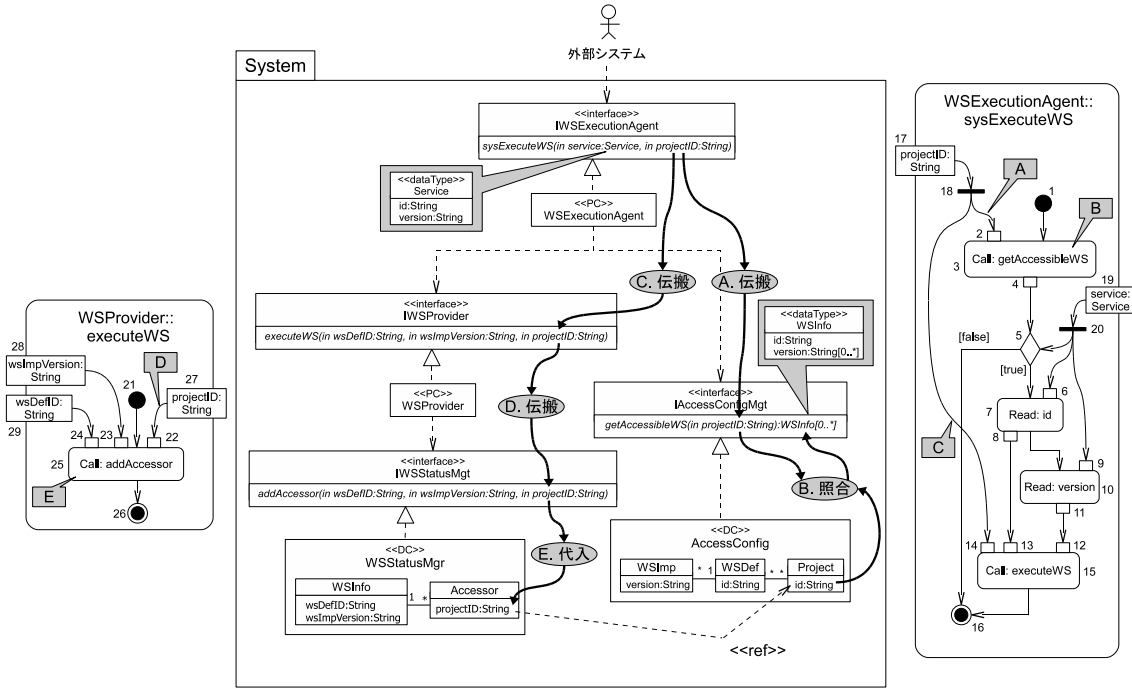 外部システム
System
<<interface>>
IWSExecutionAgent
sysExecuteWS(in service:Service, in projectID:String)
<<dataType>>
Service
id:String
version:String
<<PC>>
WSExecutionAgent
C. 伝搬
A. 伝搬
<<interface>>
IWSProvider
executeWS(in wsDefID:String, in wsImpVersion:String, in projectID:String)
<<dataType>>
WSInfo
id:String
version:String[0..*]
<<PC>>
WSProvider
D. 伝搬
<<interface>>
IAccessConfigMgt
getAccessibleWS(in projectID:String):WSInfo[0..*]
<<interface>>
IWSStatusMgt
addAccessor(in wsDefID:String, in wsImpVersion:String, in projectID:String)
B. 照合
E. 代入
<<DC>>
WSStatusMgr
WSInfo
wsDefID:String
wsImpVersion:String
1
*
Accessor
projectID:String
<<DC>>
AccessConfig
WSImp
version:String
*
1
WSDef
id:String
*
*
Project
id:String
<<ref>>
WSProvider::
executeWS
28
wsImpVersion:
String
D
27
21
projectID:
String
wsDefID:
String
29
24
23
22
25
Call: addAccessor
E
26
WSExecutionAgent::
sysExecuteWS
17
projectID:
String
A
18
1
B
2
3
Call: getAccessibleWS
4
19
service:
Service
20
[false]
5
[true]
6
7
Read: id
8
C
9
Read: version
10
11
14
13
12
Call: executeWS
15
16